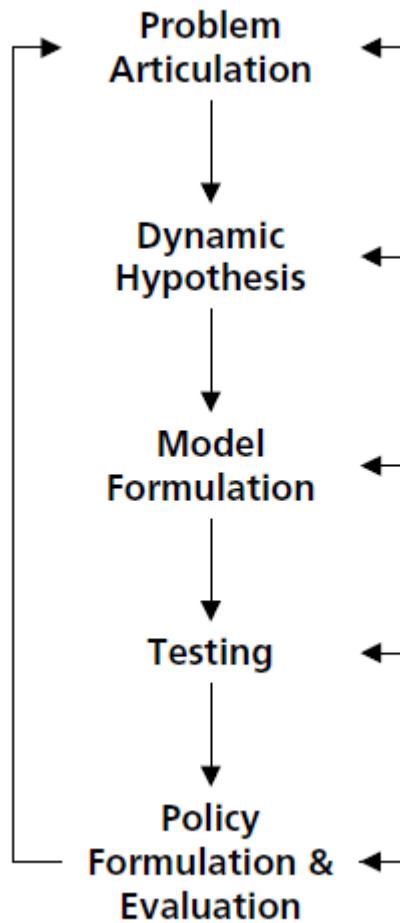 Problem
Articulation
Dynamic
Hypothesis
Model
Formulation
Testing
Policy
Formulation &
Evaluation